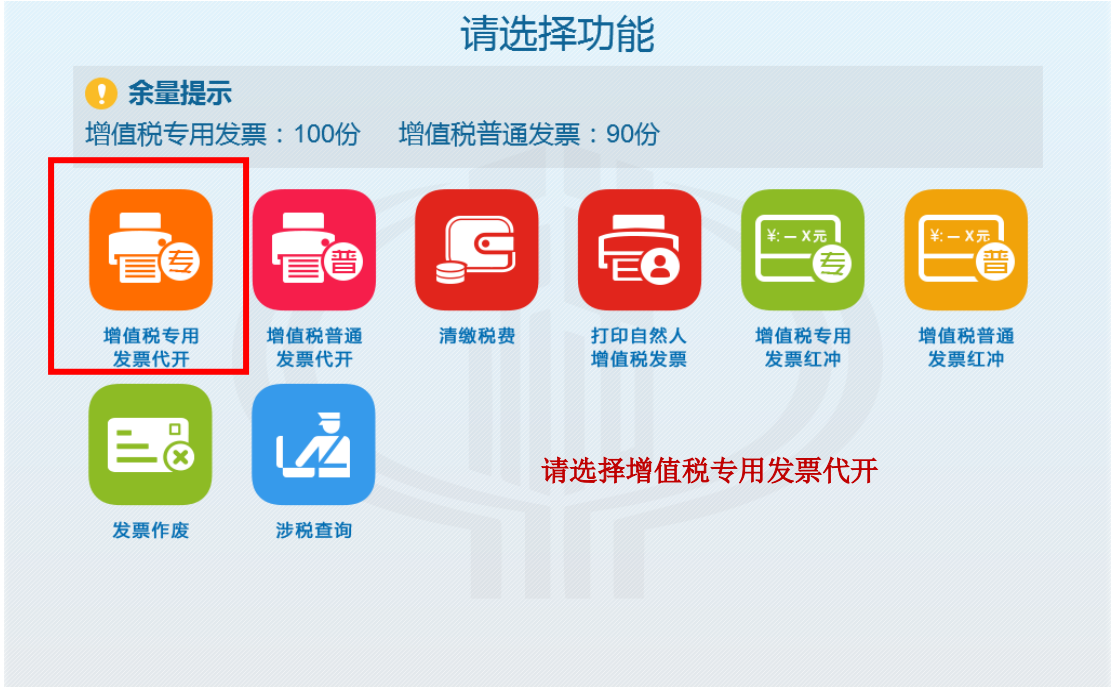 请选择功能
余量提示
增值税专用发票：100份 增值税普通发票：90份
专
普
¥:－X元
专
¥:－X元
普
增值税专用
发票代开
增值税普通
发票代开
清缴税费
打印自然人
增值税发票
增值税专用
发票红冲
增值税普通
发票红冲
请选择增值税专用发票代开
发票作废
涉税查询